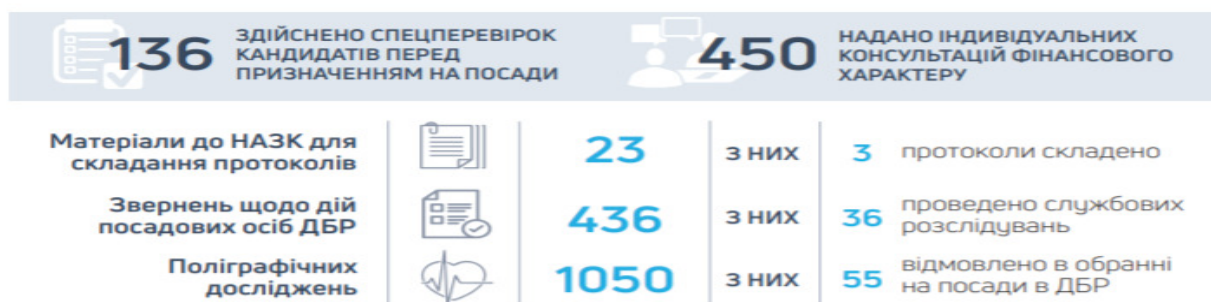 136 ЗДІЙСНЕНО СПЕЦПЕРЕВІРОК
КАНДИДАТІВ ПЕРЕД
ПРИЗНАЧЕННЯМ НА ПОСАДИ
450 НАДАНО ІНДИВІДУАЛЬНИХ
КОНСУЛЬТАЦІЙ ФІНАНСОВОГО
ХАРАКТЕРУ
Матеріали до НАЗК для
складання протоколів
23 З НИХ 3 протоколи складено
Звернень щодо дій
посадових осіб ДБР
436 З НИХ 36 проведено службових
розслідувань
Поліграфічних
досліджень
1050 З НИХ 55 відмовлено в обранні
на посади в ДБР